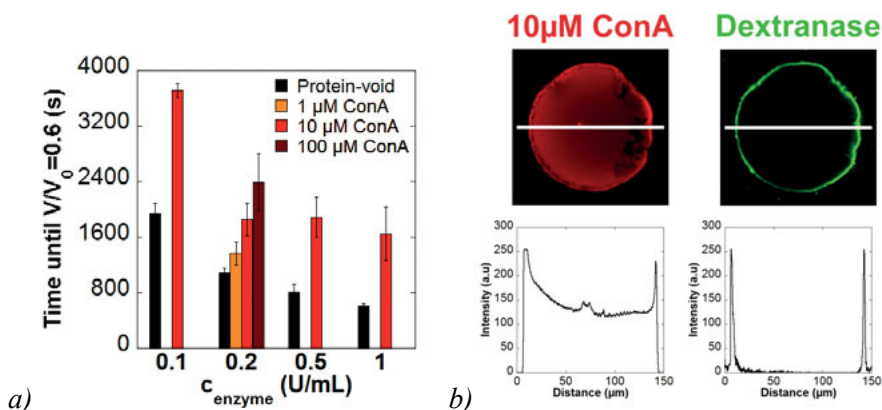 4000
3200
2400
1600
800
0
Time until V/V0=0.6 (s)
Protein-void
1 µM ConA
10 µM ConA
100 µM ConA
0.1 0.2 0.5 1
cenzyme (U/mL)
a)
10µM ConA
Dextranase
300
250
200
150
100
50
0
Intensity (a.u)
0 50 100 150
Distance (µm)
300
250
200
150
100
50
0
Intensity (a.u)
0 50 100 150
Distance (µm)
b)